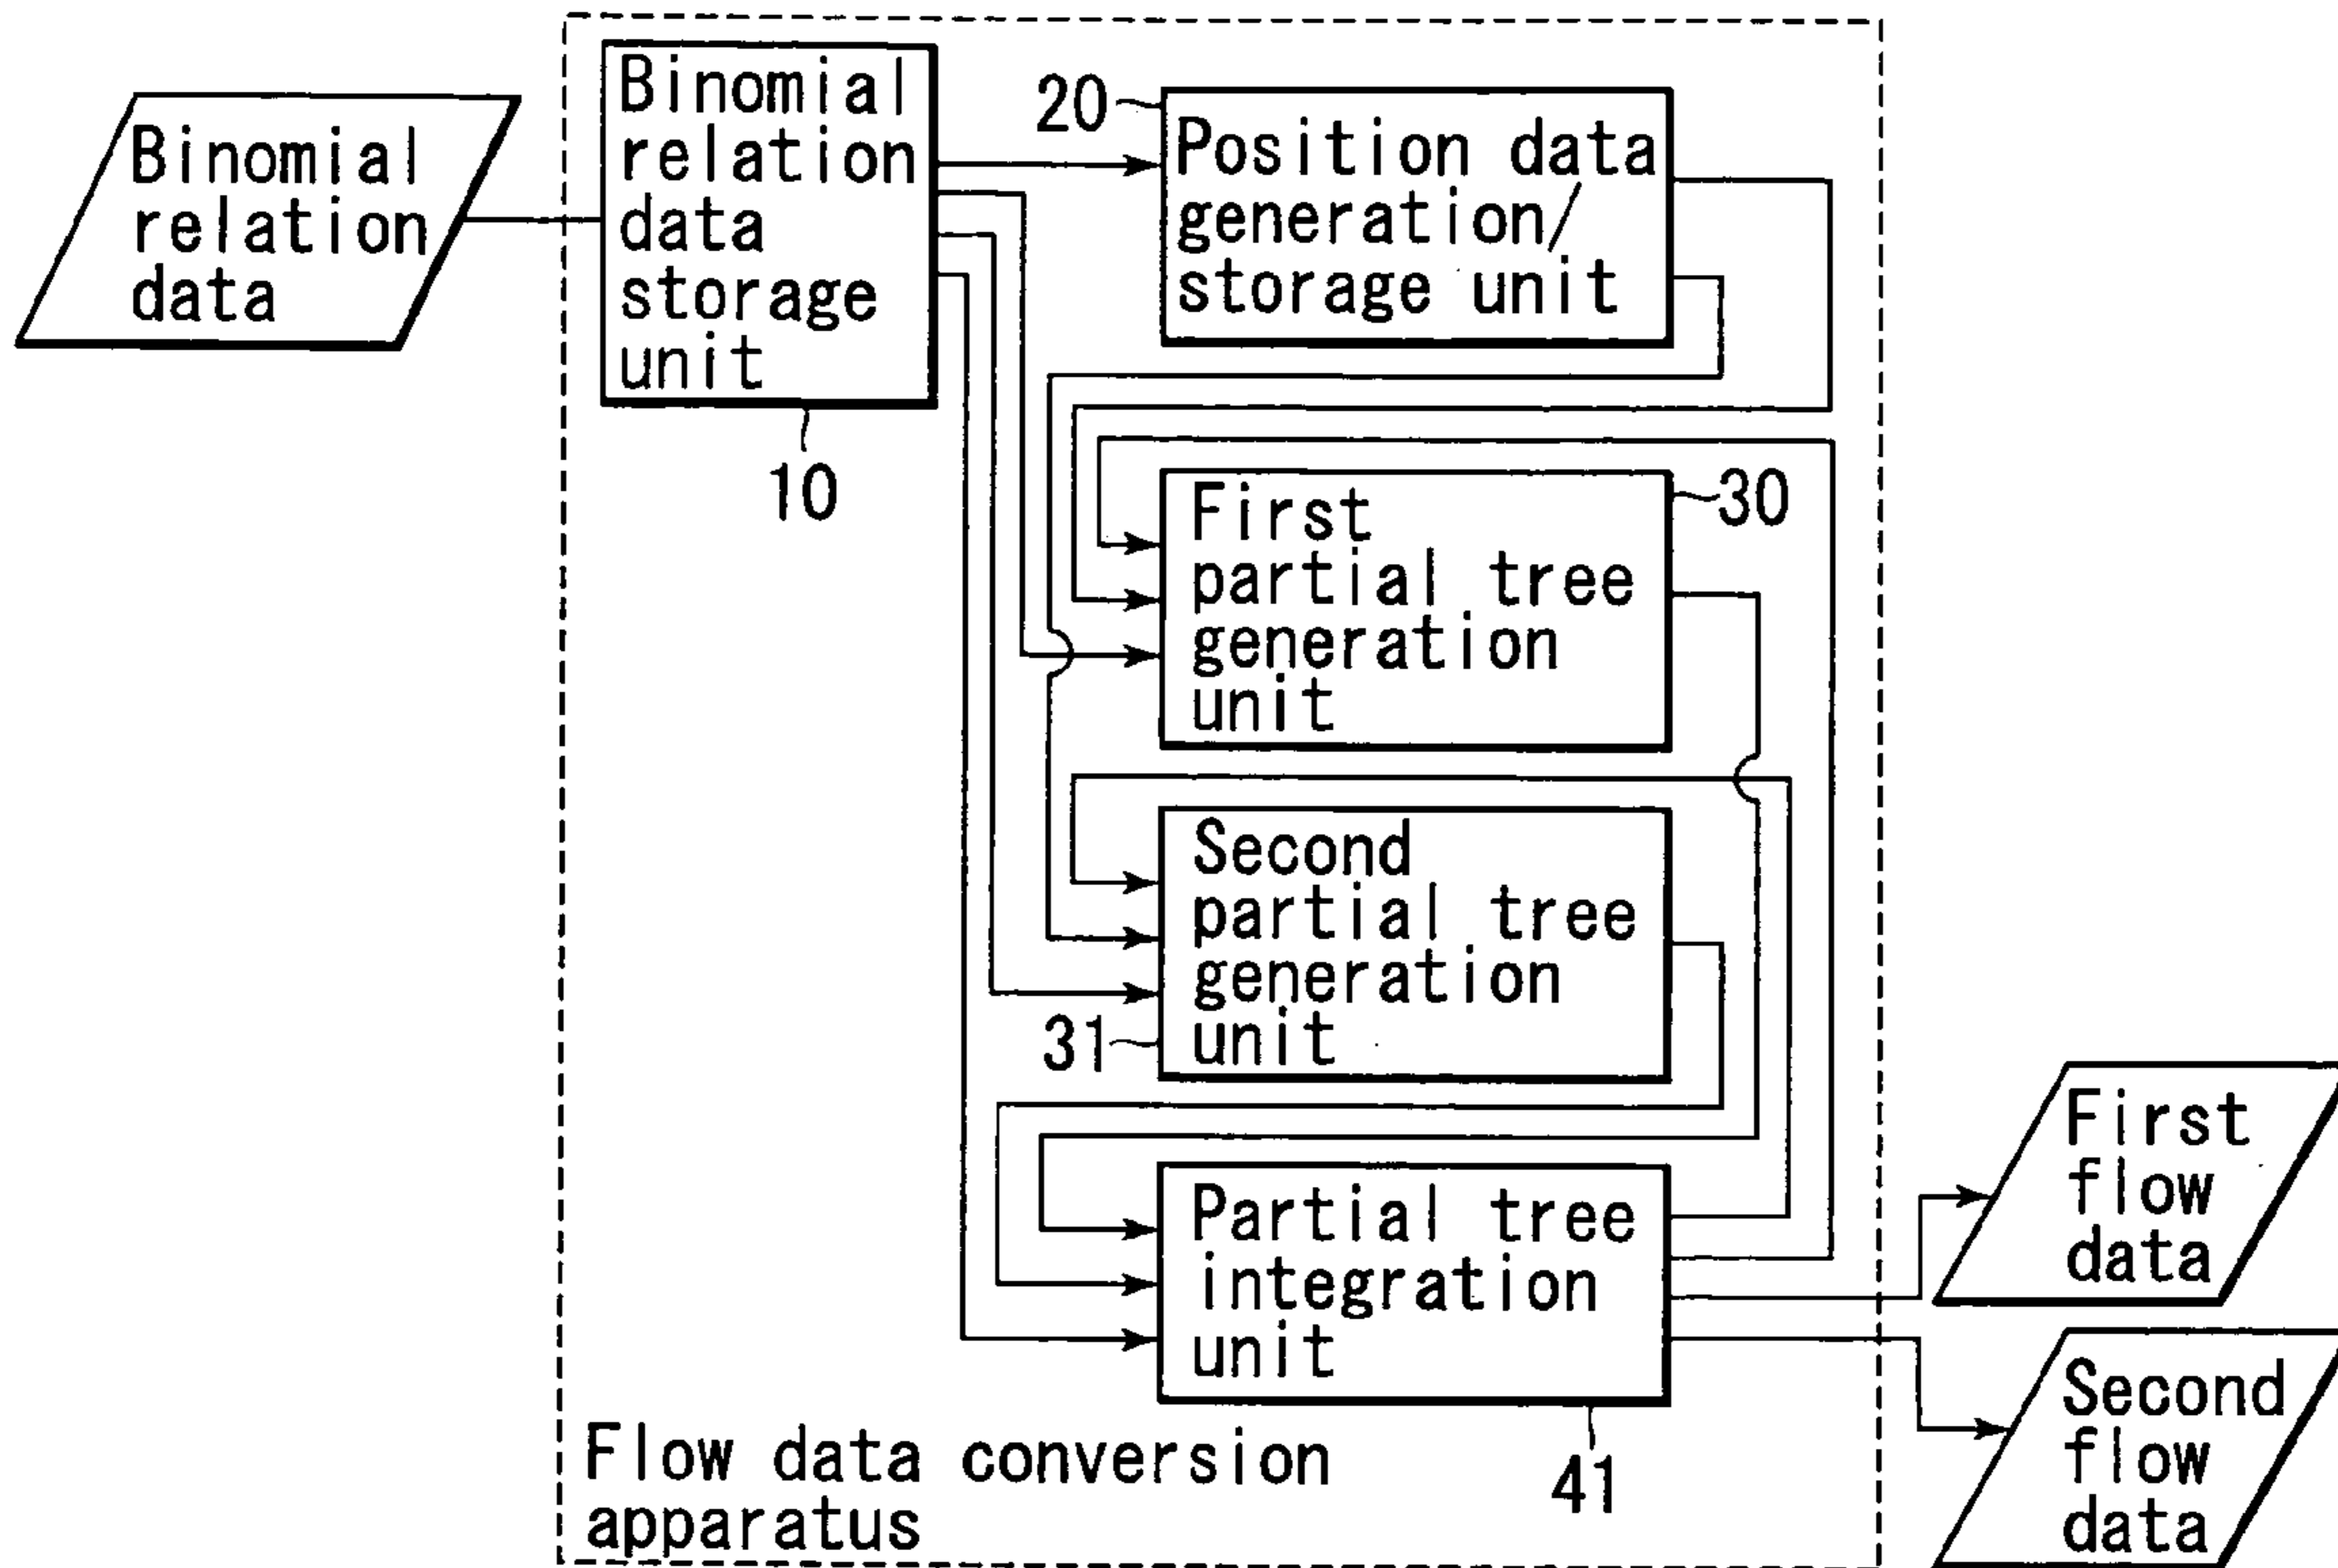 Binomial
relation
data
Binomial
relation
data
storage
unit
10
20
Position data
generation/
storage unit
30
First
partial tree
generation
unit
Second
partial tree
generation
unit
31
Partial tree
integration
unit
41
First
flow
data
Second
flow
data
Flow data conversion
apparatus